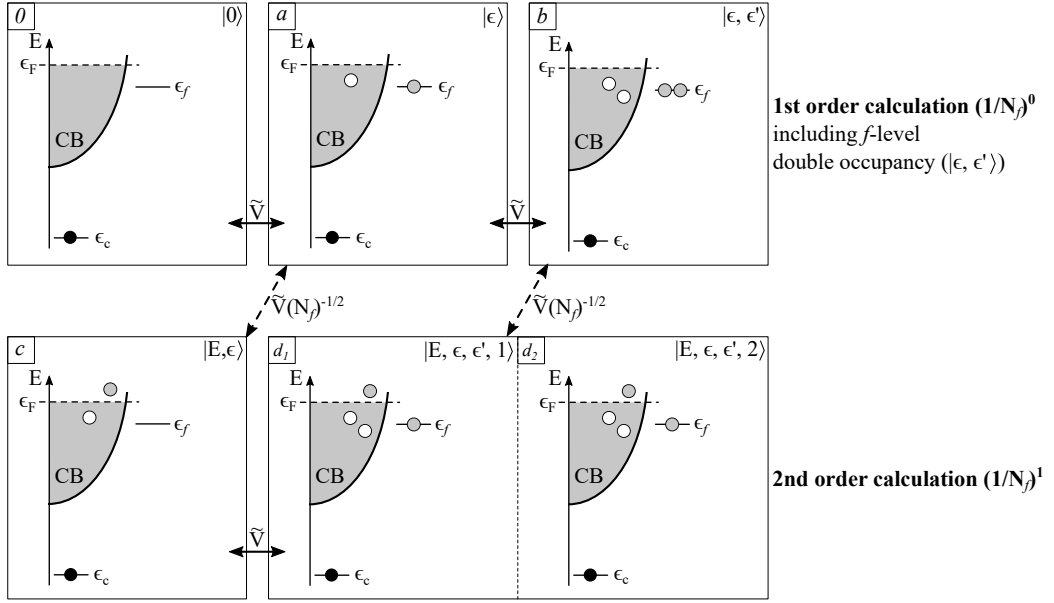 0 |0⟩
E
ϵF
ϵf
CB
ϵc
a |ϵ⟩
E
ϵF
ϵf
CB
ϵc
b |ϵ, ϵ'⟩
E
ϵF
ϵf
CB
ϵc
Ṽ
Ṽ
1st order calculation (1/Nf)^0
including f-level
double occupancy (|ϵ, ϵ'⟩)
Ṽ(Nf)^-1/2
Ṽ(Nf)^-1/2
c |E,ϵ⟩
E
ϵF
ϵf
CB
ϵc
d1 |E, ϵ, ϵ', 1⟩
E
ϵF
ϵf
CB
ϵc
d2 |E, ϵ, ϵ', 2⟩
E
ϵF
ϵf
CB
ϵc
Ṽ
2nd order calculation (1/Nf)^1